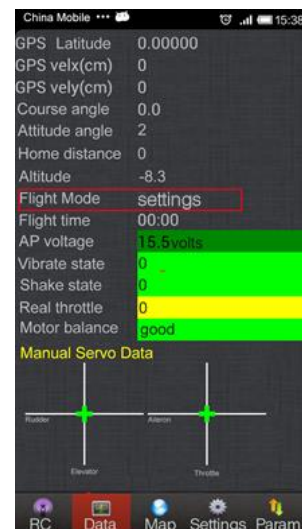 China Mobile ••• 15:38
GPS Latitude 0.00000
GPS velx(cm) 0
GPS vely(cm) 0
Course angle 0.0
Attitude angle 2
Home distance 0
Altitude -8.3
Flight Mode settings
Flight time 00:00
AP voltage 15.5volts
Vibrate state 0
Shake state 0
Real throttle 0
Motor balance good
Manual Servo Data
Rudder Aileron
Elevator Throttle
RC Data Map Settings Param